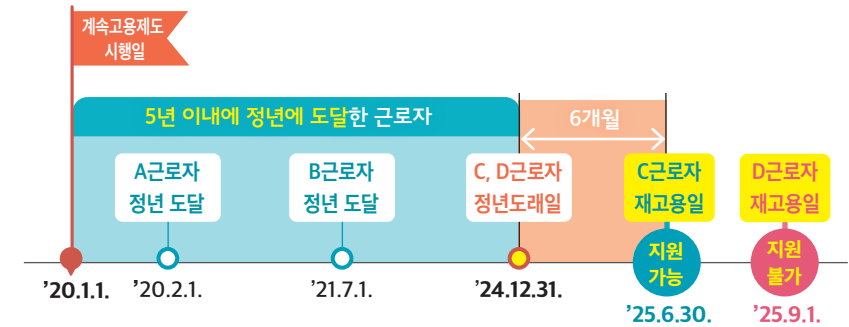 계속고용제도
시행일
5년 이내에 정년에 도달한 근로자
6개월
A근로자
정년 도달
B근로자
정년 도달
C, D근로자
정년도래일
C근로자
재고용일
D근로자
재고용일
지원
가능
지원
불가
’20.1.1.
’20.2.1.
’21.7.1.
’24.12.31.
’25.6.30.
’25.9.1.